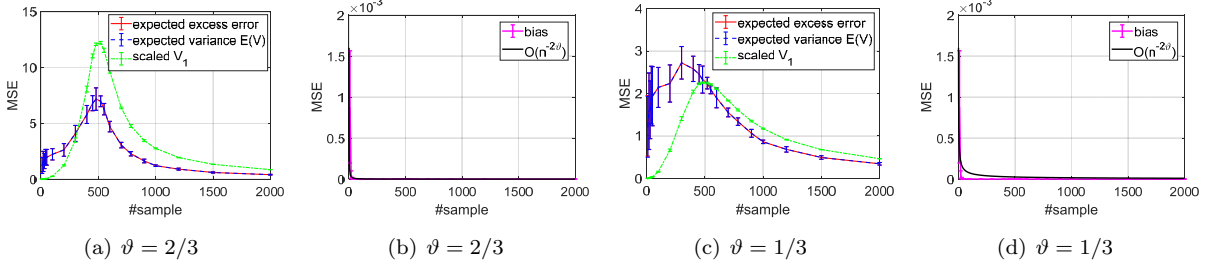 expected excess error
expected variance E(V)
scaled V1
MSE
15
10
5
0
0 500 1000 1500 2000
#sample
(a) ϑ = 2/3
×10-3
bias
O(n-2ϑ)
MSE
2
1.5
1
0.5
0
0 500 1000 1500 2000
#sample
(b) ϑ = 2/3
expected excess error
expected variance E(V)
scaled V1
MSE
4
3
2
1
0
0 500 1000 1500 2000
#sample
(c) ϑ = 1/3
×10-3
bias
O(n-2ϑ)
MSE
2
1.5
1
0.5
0
0 500 1000 1500 2000
#sample
(d) ϑ = 1/3